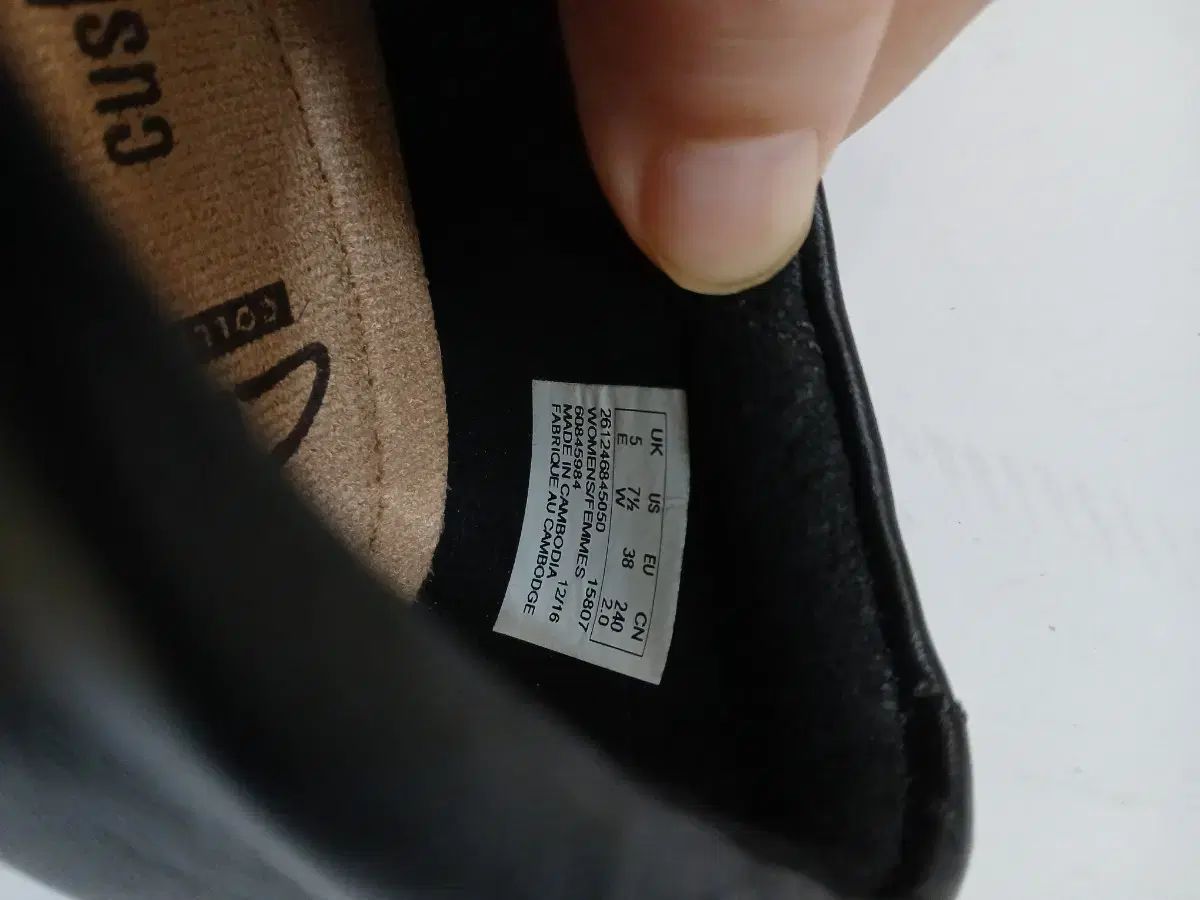 cus
COLL
UK US EU CN
5 7½ 38 240
E W 2.0
261246845050
WOMENS/FEMMES 15807
60845984
MADE IN CAMBODIA 12/16
FABRIQUE AU CAMBODGE